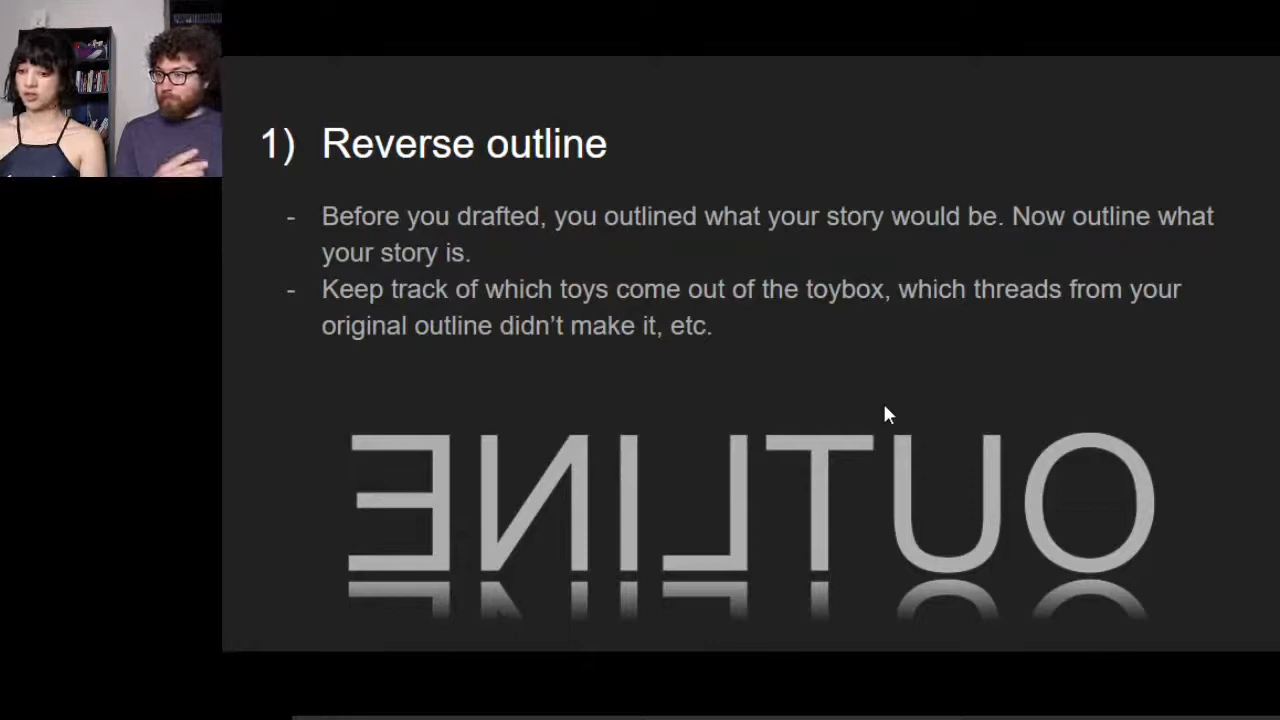 1) Reverse outline
- Before you drafted, you outlined what your story would be. Now outline what
your story is.
- Keep track of which toys come out of the toybox, which threads from your
original outline didn’t make it, etc.
OUTLINE